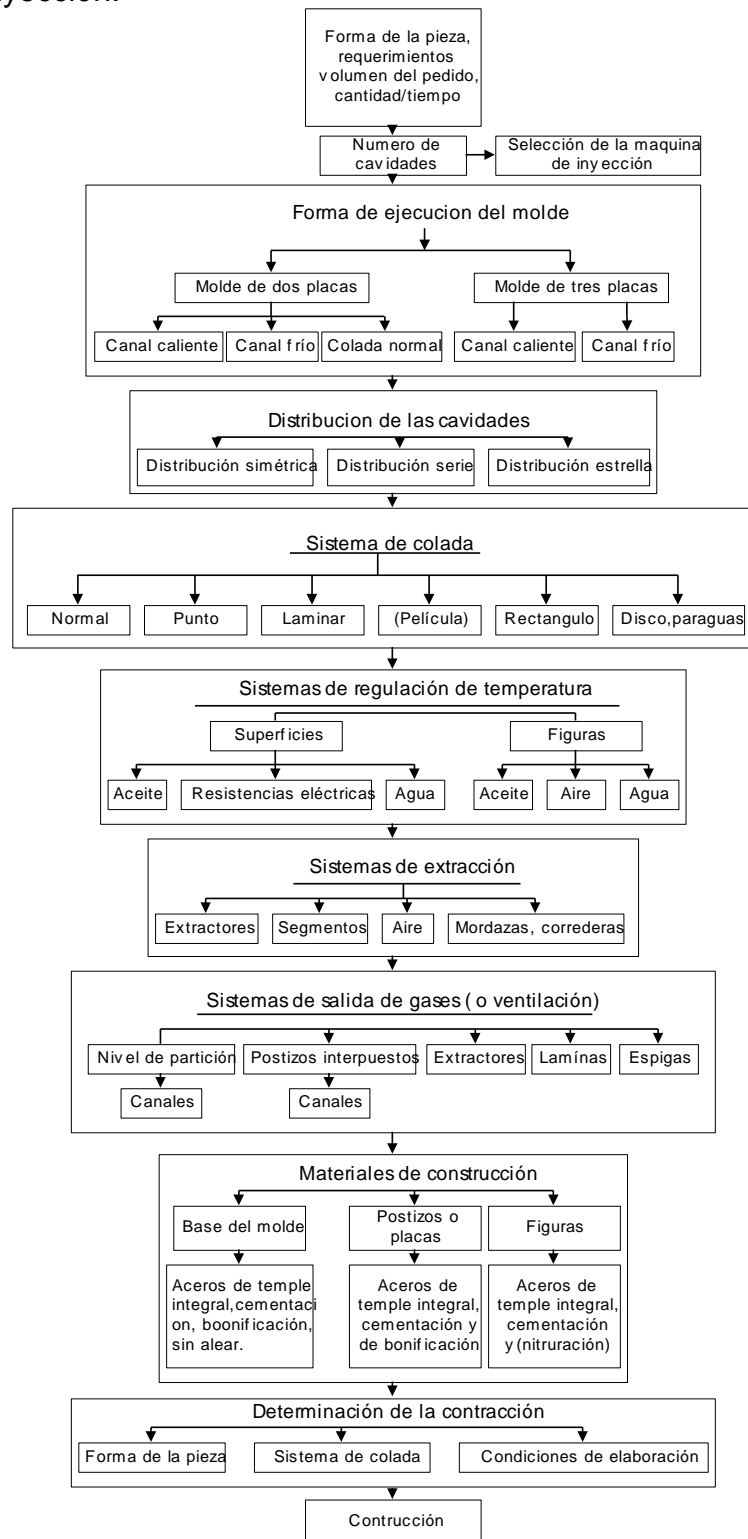 yección.
Forma de la pieza,
requerimientos
volumen del pedido,
cantidad/tiempo
Numero de
cavidades
Selección de la maquina
de inyección
Forma de ejecucion del molde
Molde de dos placas
Molde de tres placas
Canal caliente
Canal frío
Colada normal
Canal caliente
Canal frío
Distribucion de las cavidades
Distribución simétrica
Distribución serie
Distribución estrella
Sistema de colada
Normal
Punto
Laminar
(Película)
Rectangulo
Disco,paraguas
Sistemas de regulación de temperatura
Superficies
Figuras
Aceite
Resistencias eléctricas
Agua
Aceite
Aire
Agua
Sistemas de extracción
Extractores
Segmentos
Aire
Mordazas, correderas
Sistemas de salida de gases ( o ventilación)
Nivel de partición
Postizos interpuestos
Extractores
Lamínas
Espigas
Canales
Canales
Materiales de construcción
Base del molde
Postizos o
placas
Figuras
Aceros de temple
integral,cementaci
on, boonificación,
sin alear.
Aceros de
temple integral,
cementación y
de bonificación
Aceros de
temple integral,
cementación
y (nitruración)
Determinación de la contracción
Forma de la pieza
Sistema de colada
Condiciones de elaboración
Contrucción